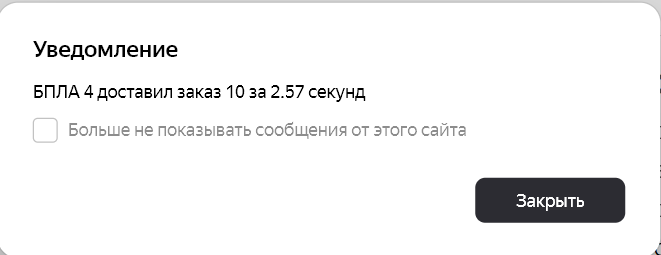 Уведомление
БПЛА 4 доставил заказ 10 за 2.57 секунд
Больше не показывать сообщения от этого сайта
Закрыть